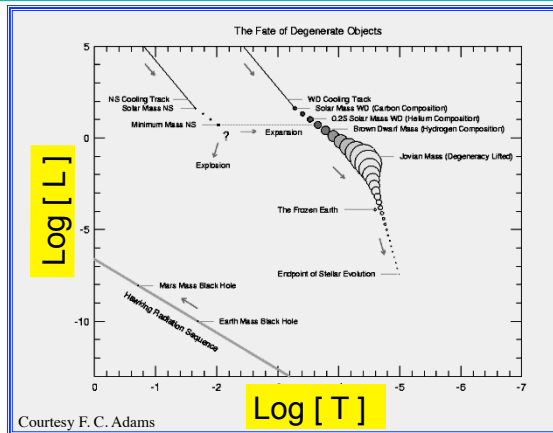 The Fate of Degenerate Objects
5
NS Cooling Track
WD Cooling Track
Solar Mass NS
Solar Mass WD (Carbon Composition)
0.25 Solar Mass WD (Helium Composition)
Minimum Mass NS
Brown Dwarf Mass (Hydrogen Composition)
?
Expansion
0
Explosion
Jovian Mass (Degeneracy Lifted)
Log [ L ]
The Frozen Earth
-5
Endpoint of Stellar Evolution
Mars Mass Black Hole
Hawking Radiation Sequence
Earth Mass Black Hole
-10
0 -1 -2 -3 -4 -5 -6 -7
Log [ T ]
Courtesy F. C. Adams